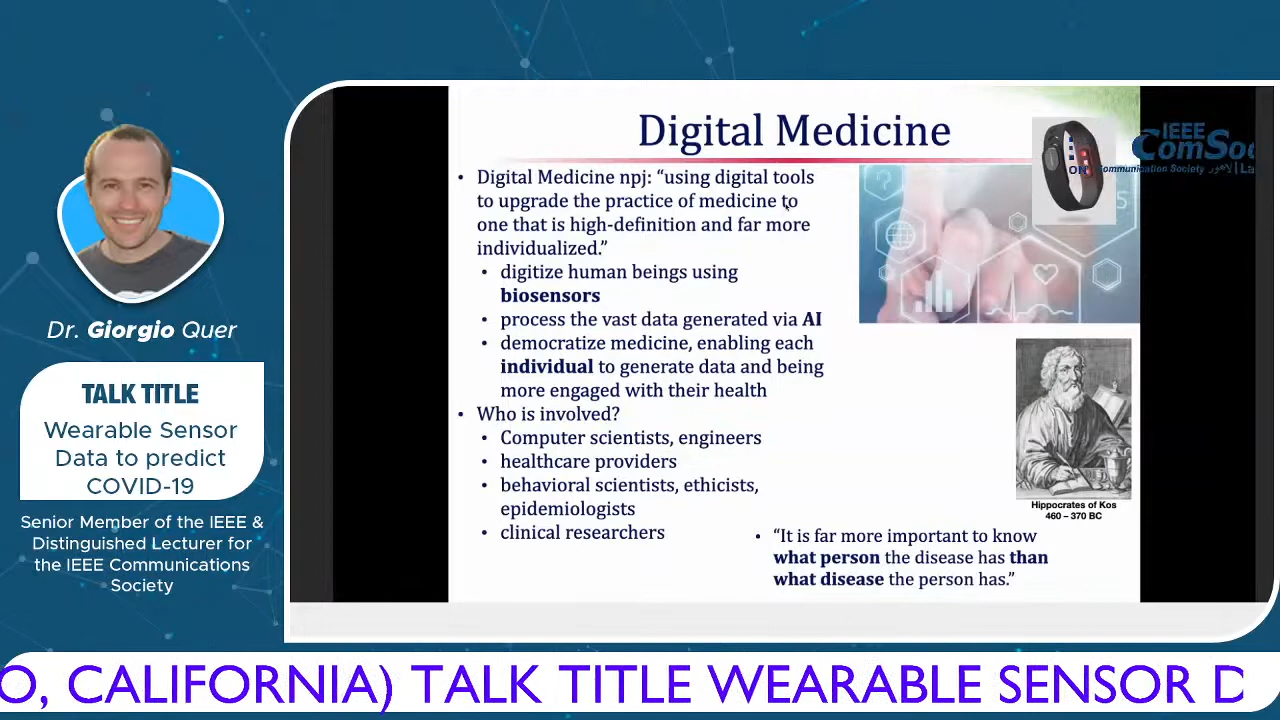 Digital Medicine
IEEE
ComSoc
Communication Society
ON
• Digital Medicine npj: “using digital tools
to upgrade the practice of medicine to
one that is high-definition and far more
individualized.”
• digitize human beings using
biosensors
• process the vast data generated via AI
• democratize medicine, enabling each
individual to generate data and being
more engaged with their health
• Who is involved?
• Computer scientists, engineers
• healthcare providers
• behavioral scientists, ethicists,
epidemiologists
• clinical researchers
Hippocrates of Kos
460 – 370 BC
• “It is far more important to know
what person the disease has than
what disease the person has.”
Dr. Giorgio Quer
TALK TITLE
Wearable Sensor
Data to predict
COVID-19
Senior Member of the IEEE &
Distinguished Lecturer for
the IEEE Communications
Society
O, CALIFORNIA) TALK TITLE WEARABLE SENSOR D